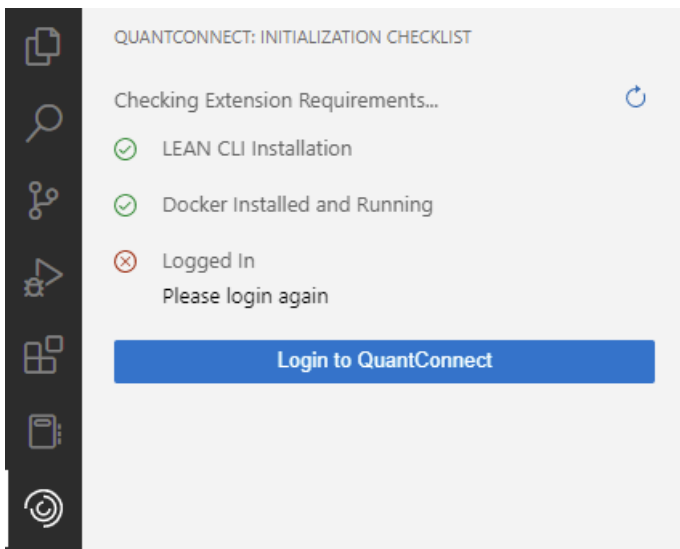 QUANTCONNECT: INITIALIZATION CHECKLIST
Checking Extension Requirements...
LEAN CLI Installation
Docker Installed and Running
Logged In
Please login again
Login to QuantConnect